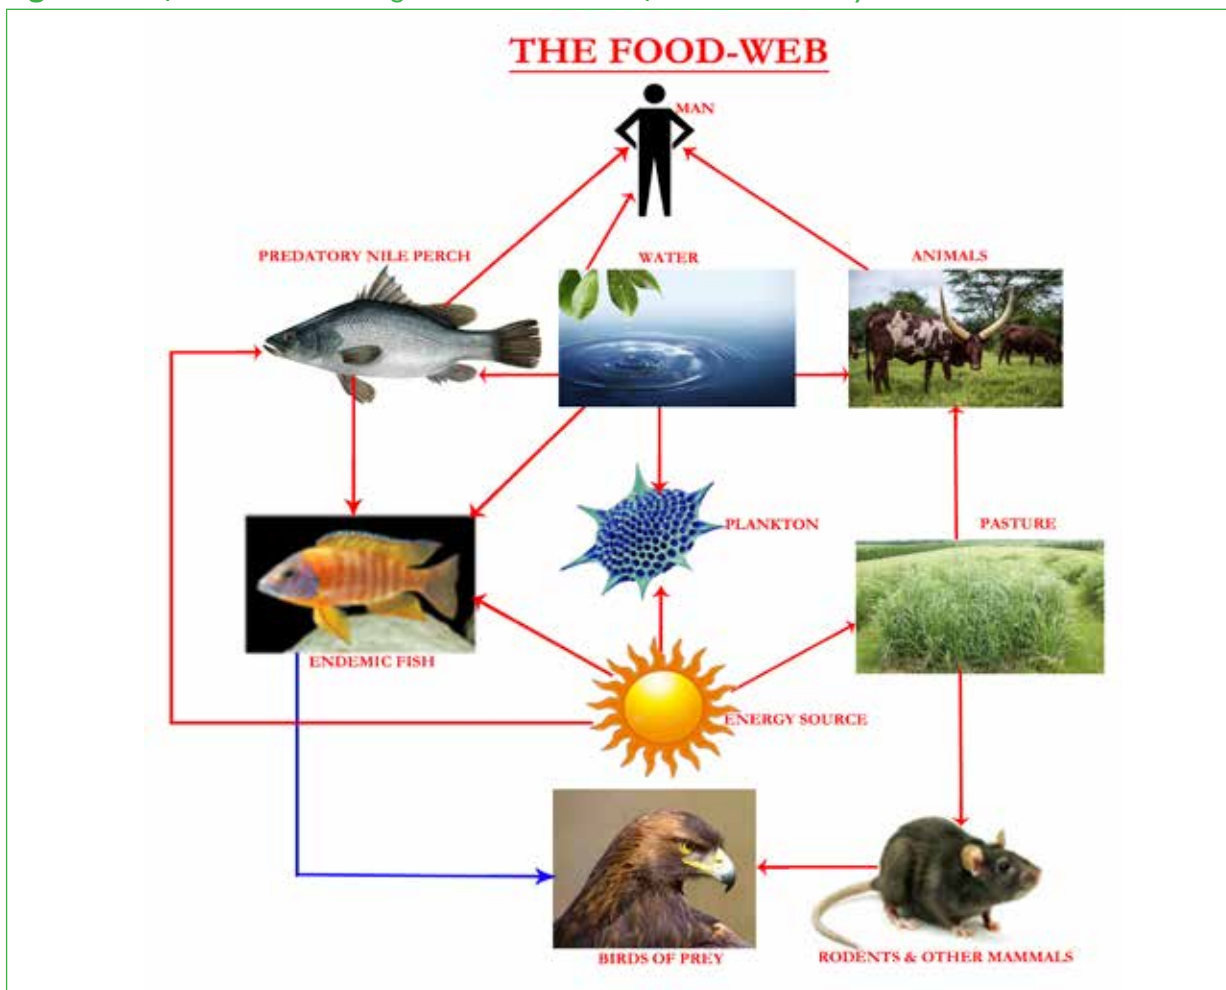 THE FOOD-WEB
MAN
PREDATORY NILE PERCH
WATER
ANIMALS
PLANKTON
PASTURE
ENDEMIC FISH
ENERGY SOURCE
BIRDS OF PREY
RODENTS & OTHER MAMMALS